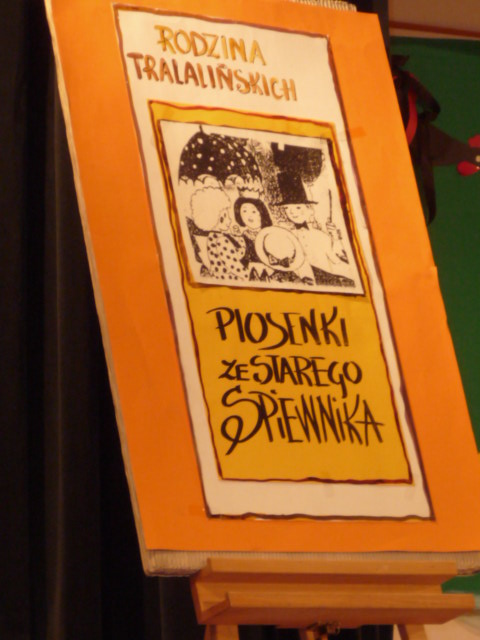 RODZINA
TRALALIŃSKICH
PIOSENKI
ZE STAREGO
ŚPIEWNIKA